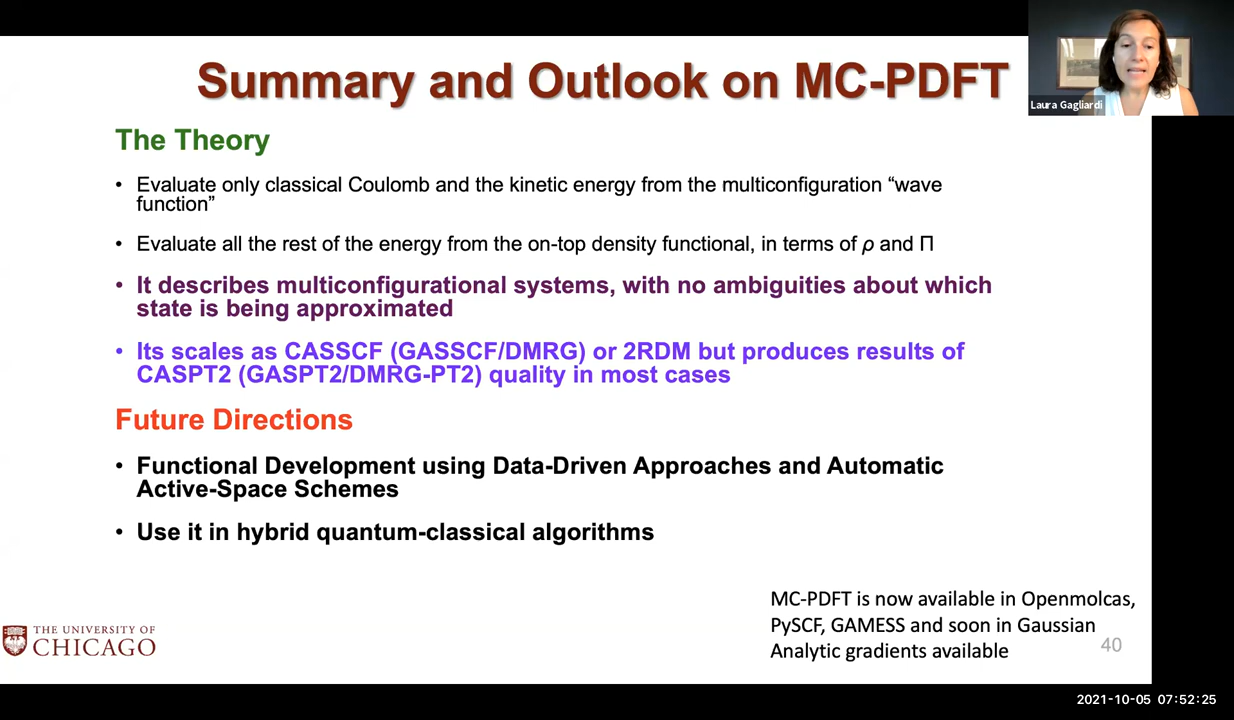 Summary and Outlook on MC-PDFT
Laura Gagliardi
The Theory
• Evaluate only classical Coulomb and the kinetic energy from the multiconfiguration “wave
function”
• Evaluate all the rest of the energy from the on-top density functional, in terms of ρ and Π
• It describes multiconfigurational systems, with no ambiguities about which
state is being approximated
• Its scales as CASSCF (GASSCF/DMRG) or 2RDM but produces results of
CASPT2 (GASPT2/DMRG-PT2) quality in most cases
Future Directions
• Functional Development using Data-Driven Approaches and Automatic
Active-Space Schemes
• Use it in hybrid quantum-classical algorithms
MC-PDFT is now available in Openmolcas,
PySCF, GAMESS and soon in Gaussian
Analytic gradients available
40
THE UNIVERSITY OF
CHICAGO
2021-10-05 07:52:25